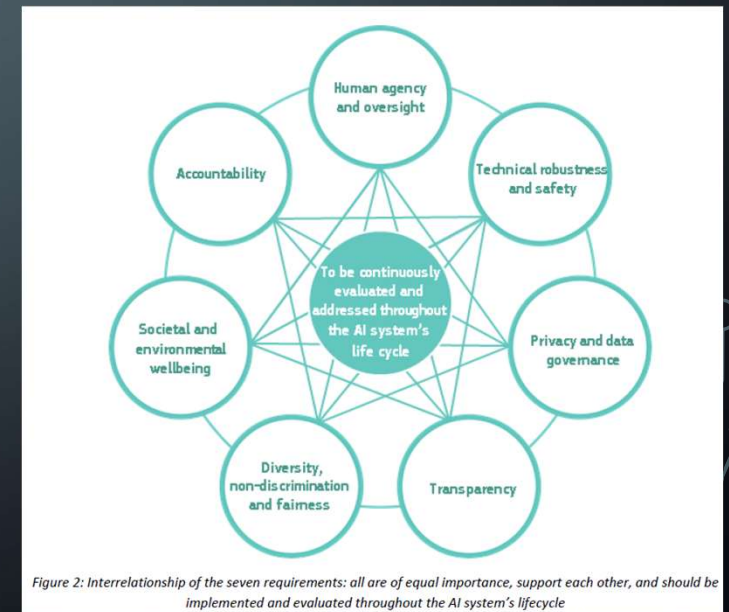 Human agency
and oversight
Technical robustness
and safety
Privacy and data
governance
Transparency
Diversity,
non-discrimination
and fairness
Societal and
environmental
wellbeing
Accountability
To be continuously
evaluated and
addressed throughout
the AI system's
life cycle
Figure 2: Interrelationship of the seven requirements: all are of equal importance, support each other, and should be
implemented and evaluated throughout the AI system's lifecycle